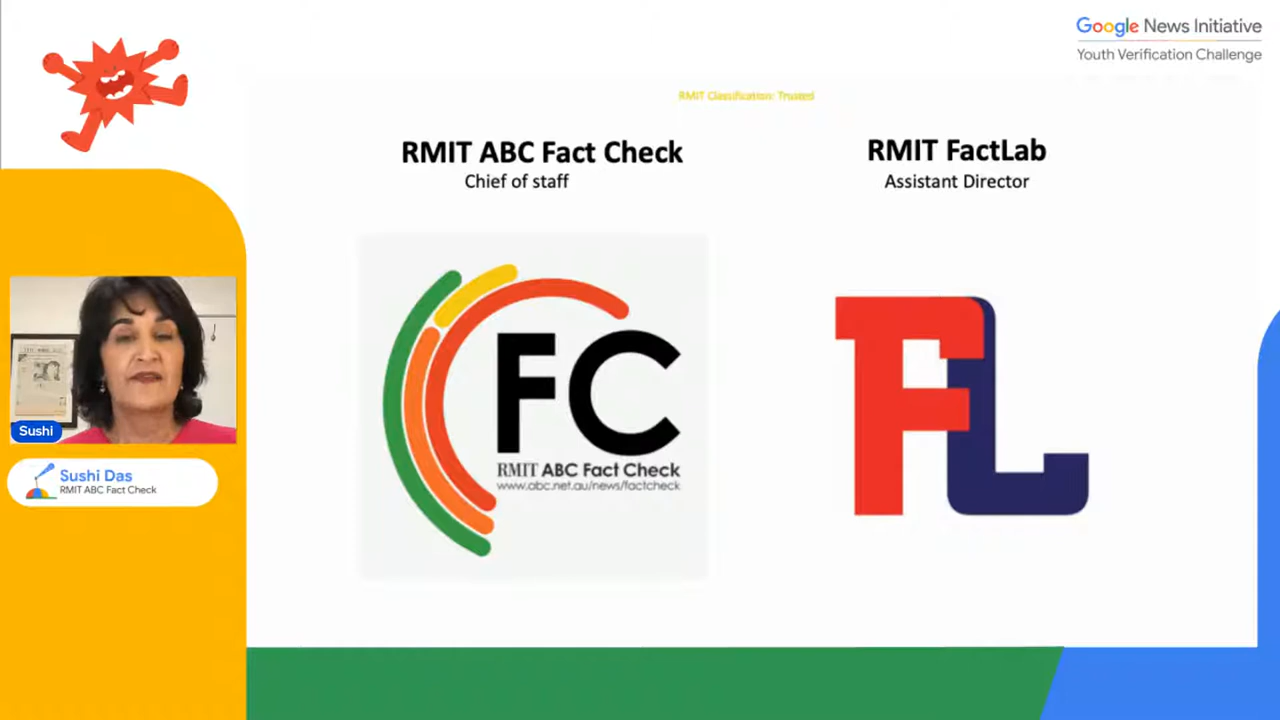 Google News Initiative
Youth Verification Challenge
RMIT Classification: Trusted
RMIT ABC Fact Check
Chief of staff
RMIT FactLab
Assistant Director
FC
RMIT ABC Fact Check
www.abc.net.au/news/factcheck
FL
Sushi
Sushi Das
RMIT ABC Fact Check